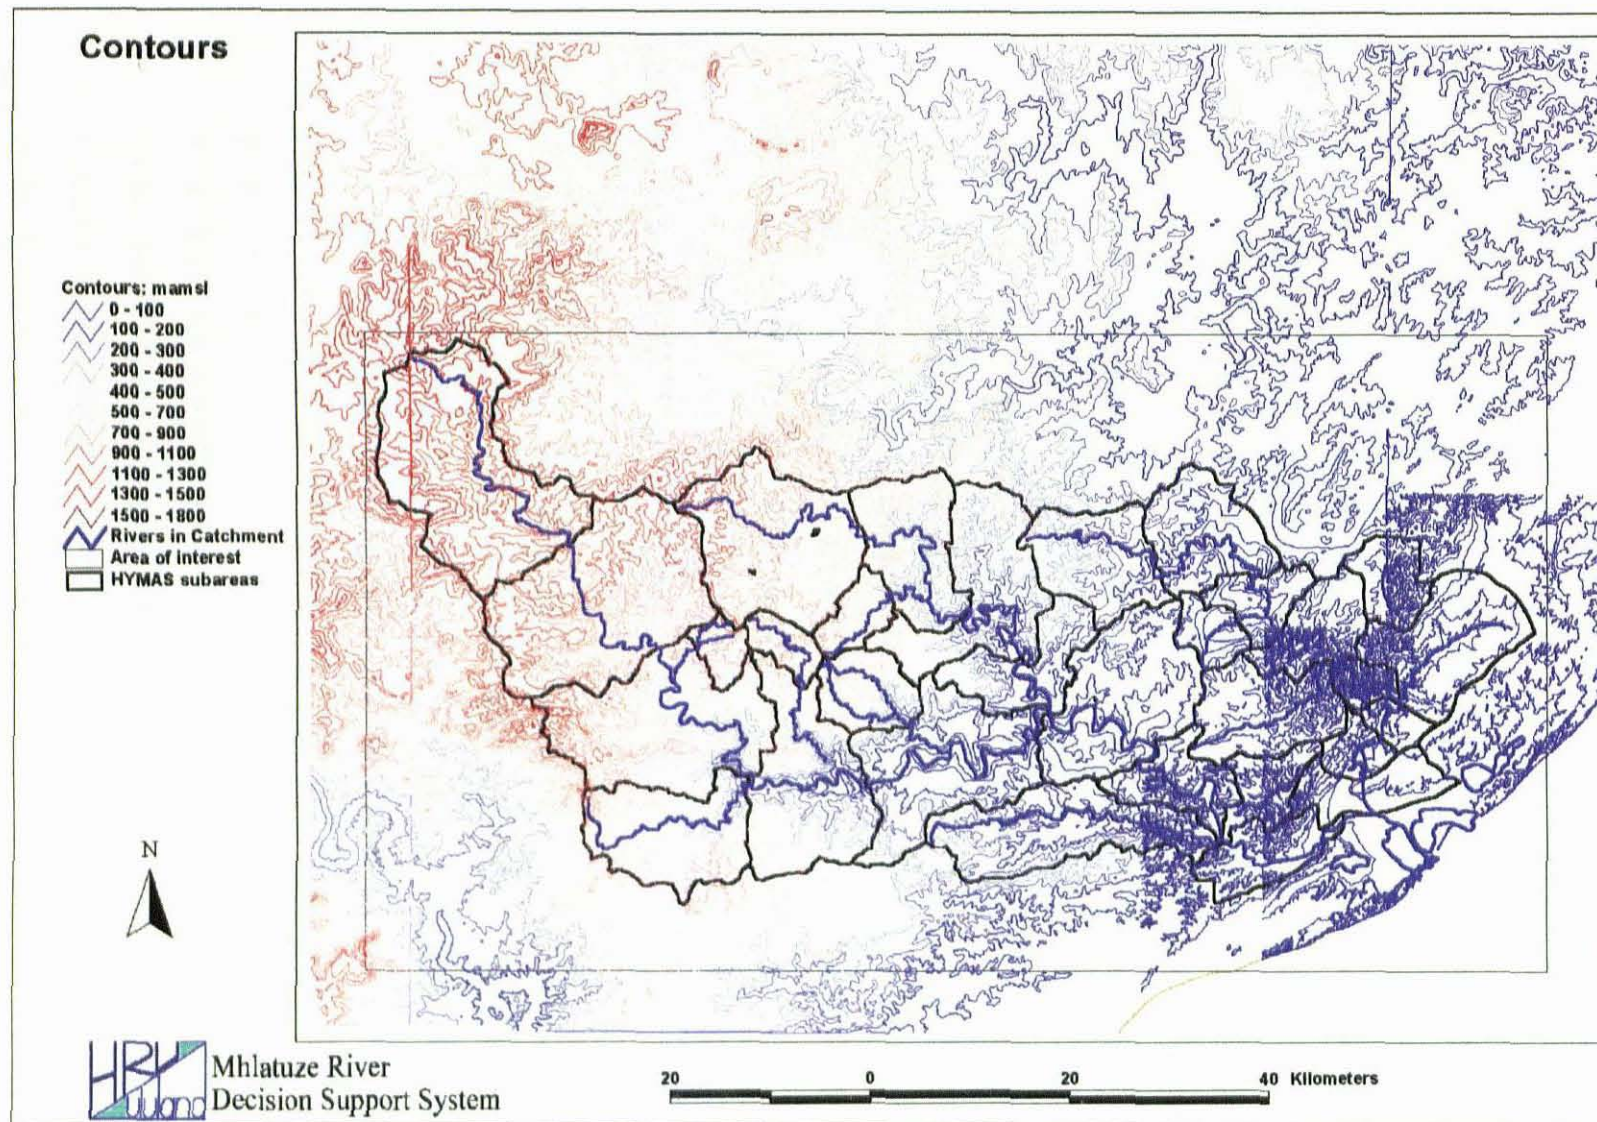 Contours
Contours: mamsl
0 - 100
100 - 200
200 - 300
300 - 400
400 - 500
500 - 700
700 - 900
900 - 1100
1100 - 1300
1300 - 1500
1500 - 1800
Rivers in Catchment
Area of interest
HYMAS subareas
N
HRU
Mhlatuze River
Decision Support System
20 0 20 40 Kilometers